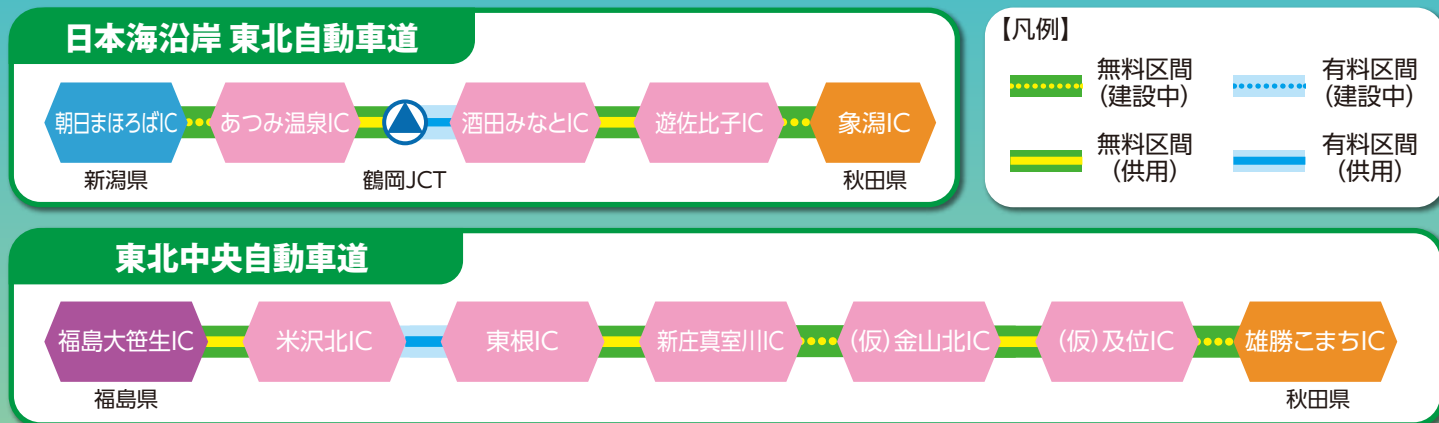 日本海沿岸 東北自動車道
朝日まほろばIC
あつみ温泉IC
酒田みなとIC
遊佐比子IC
象潟IC
新潟県
鶴岡JCT
秋田県
【凡例】
無料区間
(建設中)
有料区間
(建設中)
無料区間
(供用)
有料区間
(供用)
東北中央自動車道
福島大笹生IC
米沢北IC
東根IC
新庄真室川IC
(仮)金山北IC
(仮)及位IC
雄勝こまちIC
福島県
秋田県